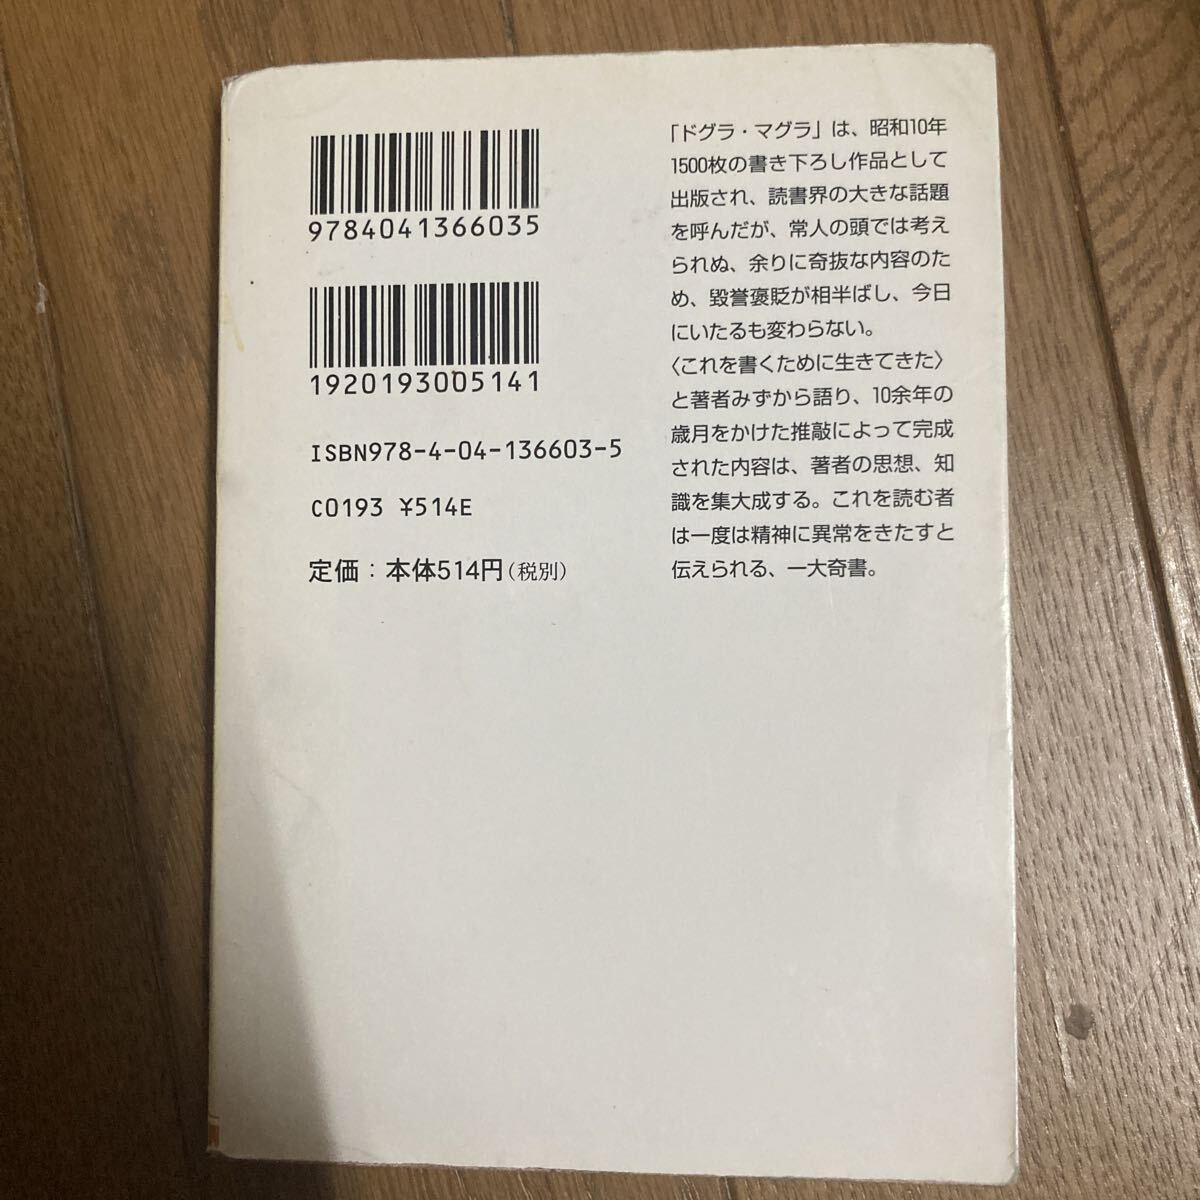 9784041366035
1920193005141
ISBN978-4-04-136603-5
C0193 ¥514E
定価：本体514円（税別）
「ドグラ・マグラ」は、昭和10年
1500枚の書き下ろし作品として
出版され、読書界の大きな話題
を呼んだが、常人の頭では考え
られぬ、余りに奇抜な内容のた
め、毀誉褒貶が相半ばし、今日
にいたるも変わらない。
〈これを書くために生きてきた〉
と著者みずから語り、10余年の
歳月をかけた推敲によって完成
された内容は、著者の思想、知
識を集大成する。これを読む者
は一度は精神に異常をきたすと
伝えられる、一大奇書。